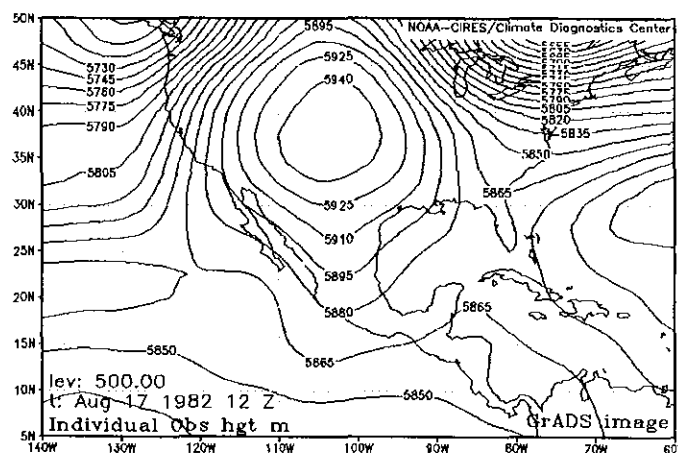 NOAA-CIRES/Climate Diagnostics Center
50N
45N
40N
35N
30N
25N
20N
15N
10N
5N
5895
5925
5940
5730
5745
5760
5775
5790
5805
5805
5820
5835
5850
5865
5925
5910
5895
5880
5865
5850
5865
5850
lev: 500.00
t: Aug 17 1982 12 Z
Individual Obs hgt m
GrADS image
140W
130W
120W
110W
100W
90W
80W
70W